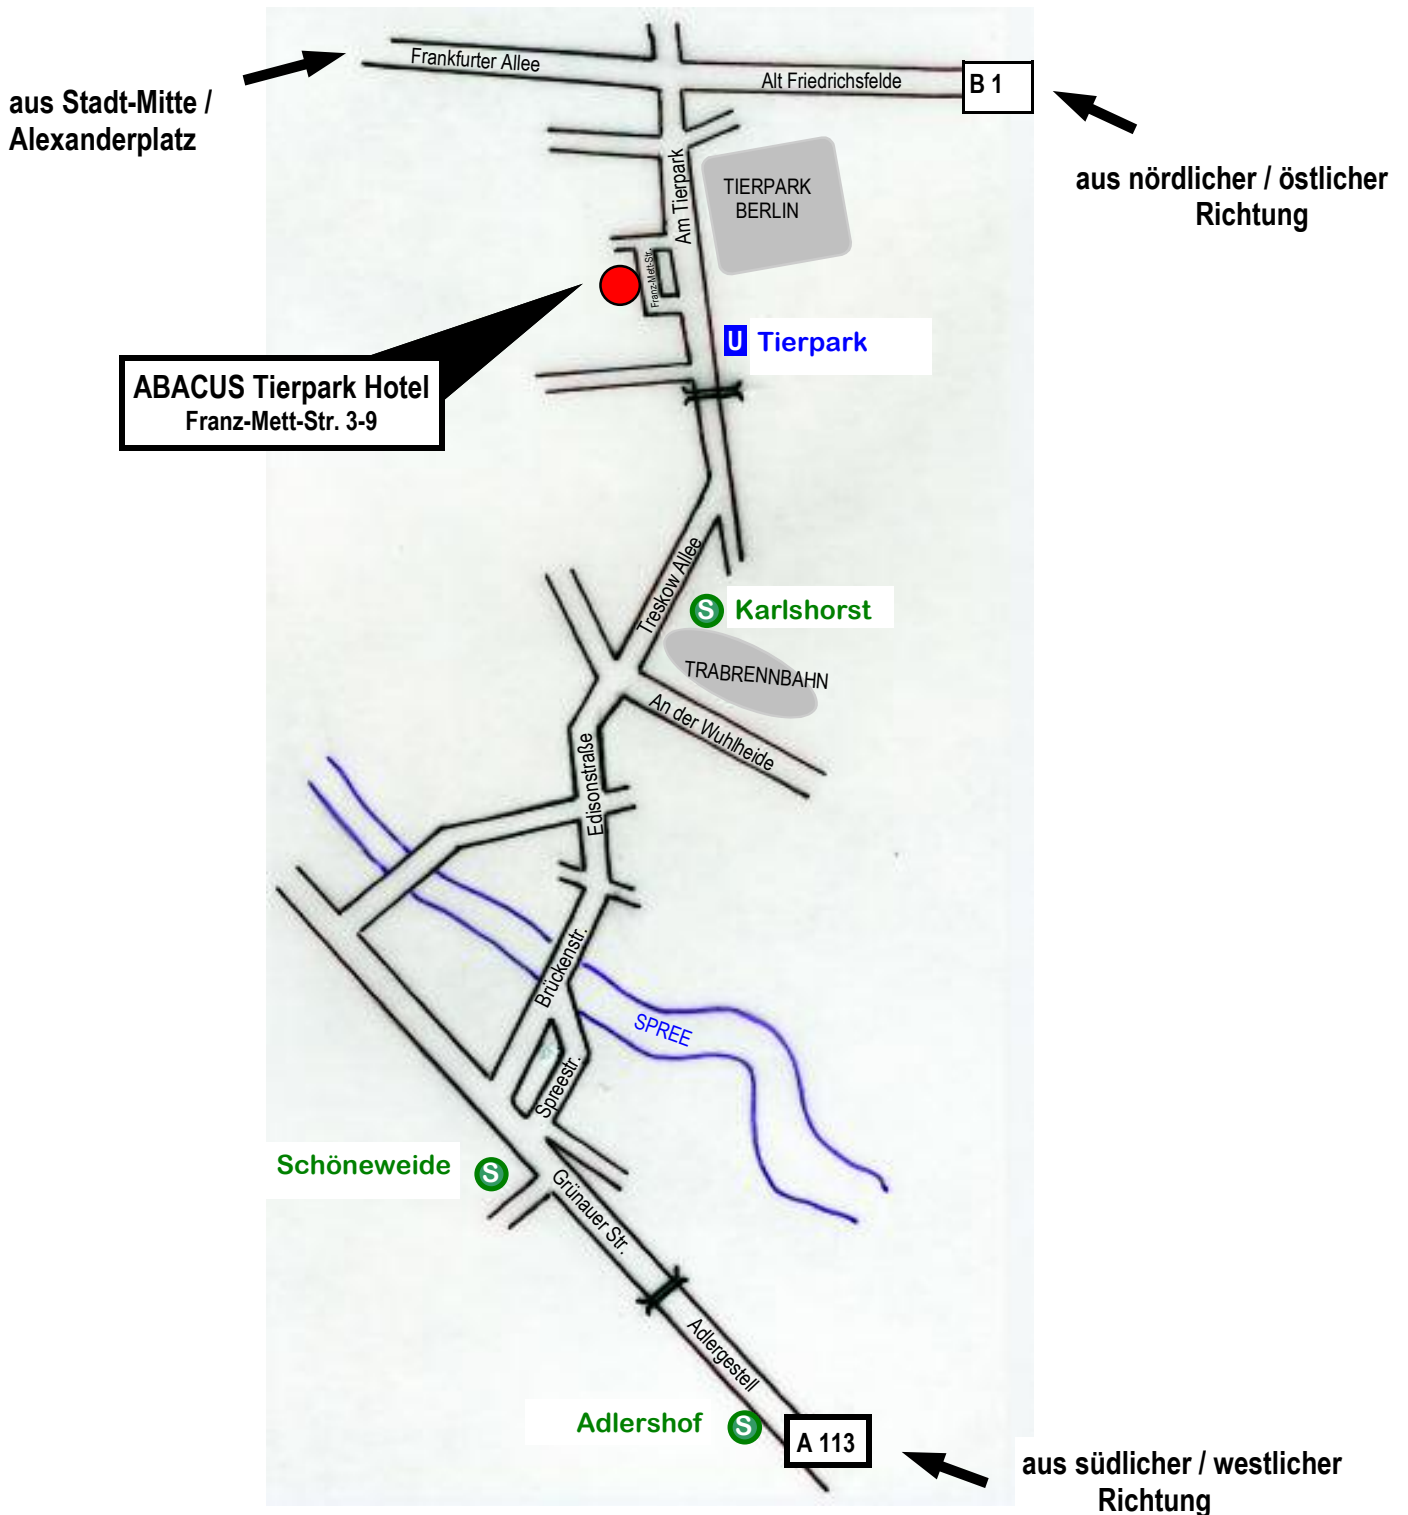 Frankfurter Allee
Alt Friedrichsfelde
B 1
aus Stadt-Mitte /
Alexanderplatz
aus nördlicher / östlicher
Richtung
Am Tierpark
TIERPARK
BERLIN
Franz-Mett-Str.
U Tierpark
ABACUS Tierpark Hotel
Franz-Mett-Str. 3-9
Treskow Allee
S Karlshorst
TRABRENNBAHN
An der Wuhlheide
Edisonstraße
Brückenstr.
SPREE
Spreestr.
Schöneweide S
Grünauer Str.
Adlergestell
Adlershof S
A 113
aus südlicher / westlicher
Richtung